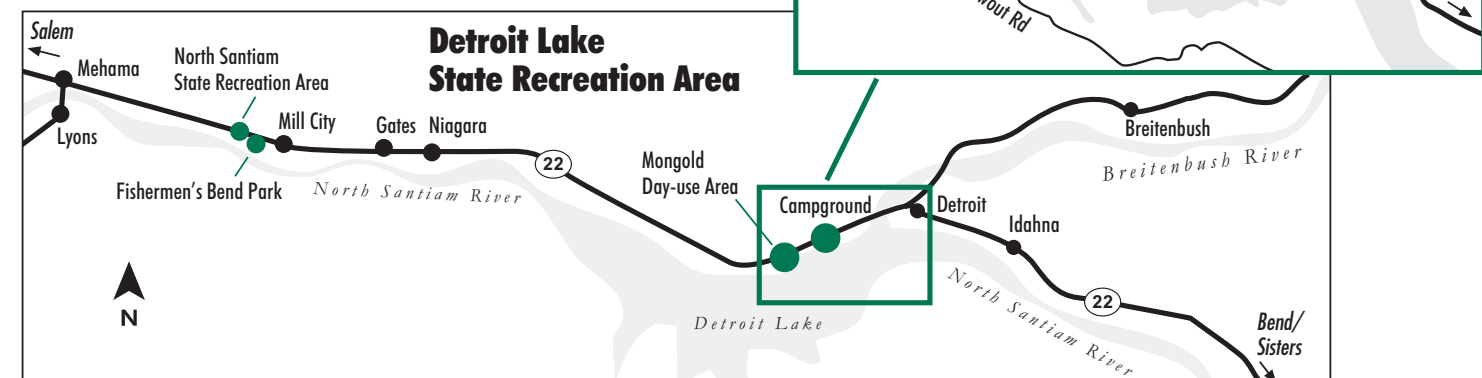 Salem
Mehama
Lyons
North Santiam
State Recreation Area
Fishermen's Bend Park
Mill City
Gates
Niagara
North Santiam River
22
Detroit Lake
State Recreation Area
Rd
Mongold
Day-use Area
Campground
Detroit Lake
Detroit
Idahna
Breitenbush
Breitenbush River
North Santiam River
22
Bend/
Sisters
N